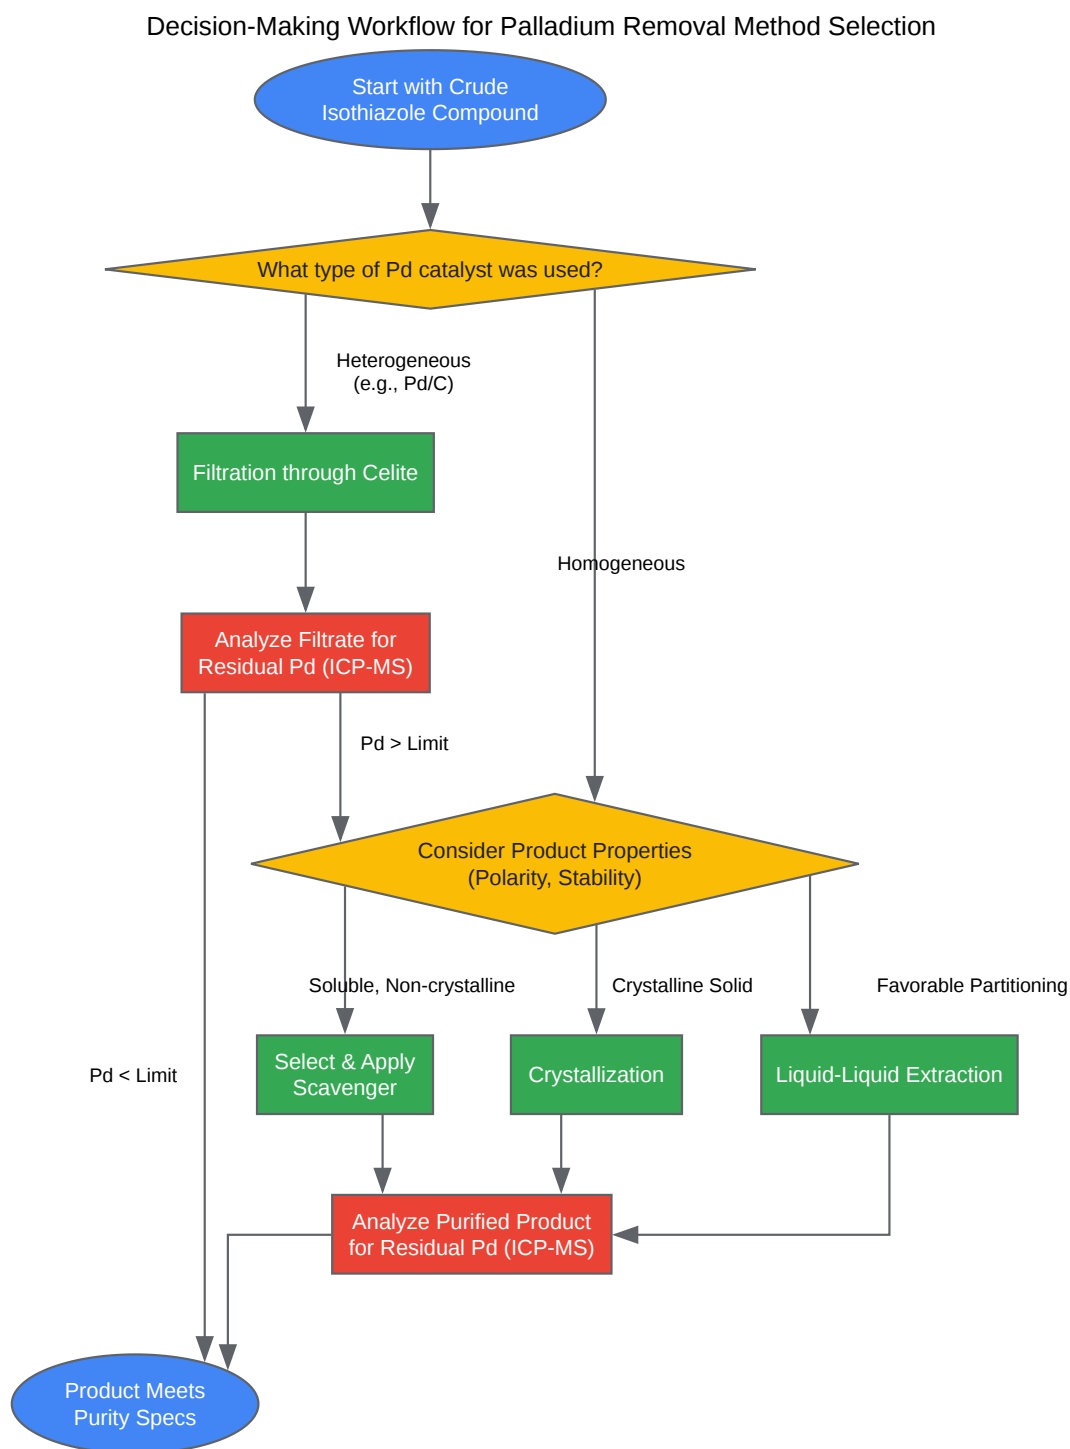 Decision-Making Workflow for Palladium Removal Method Selection
Start with Crude
Isothiazole Compound
What type of Pd catalyst was used?
Heterogeneous
(e.g., Pd/C)
Filtration through Celite
Homogeneous
Analyze Filtrate for
Residual Pd (ICP-MS)
Pd > Limit
Consider Product Properties
(Polarity, Stability)
Soluble, Non-crystalline
Crystalline Solid
Favorable Partitioning
Pd < Limit
Select & Apply
Scavenger
Crystallization
Liquid-Liquid Extraction
Analyze Purified Product
for Residual Pd (ICP-MS)
Product Meets
Purity Specs